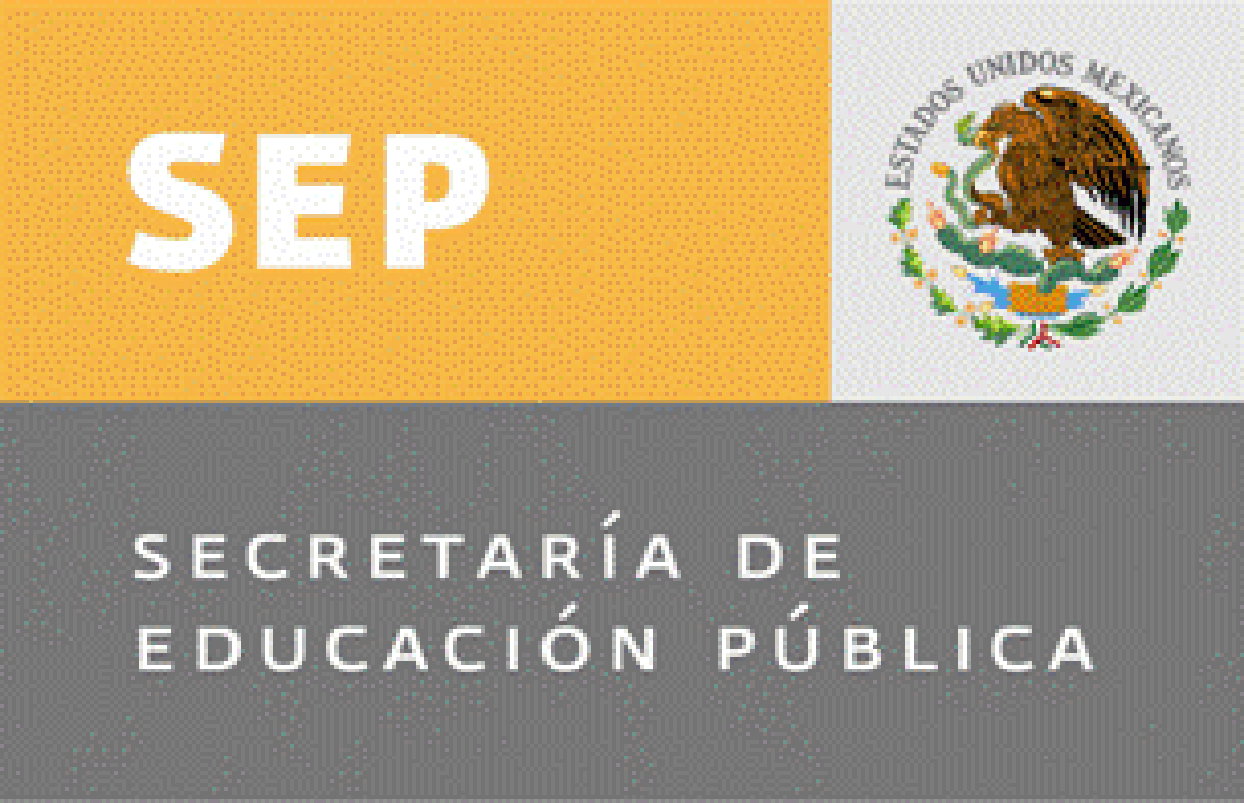 SEP
ESTADOS UNIDOS MEXICANOS
SECRETARÍA DE
EDUCACIÓN PÚBLICA